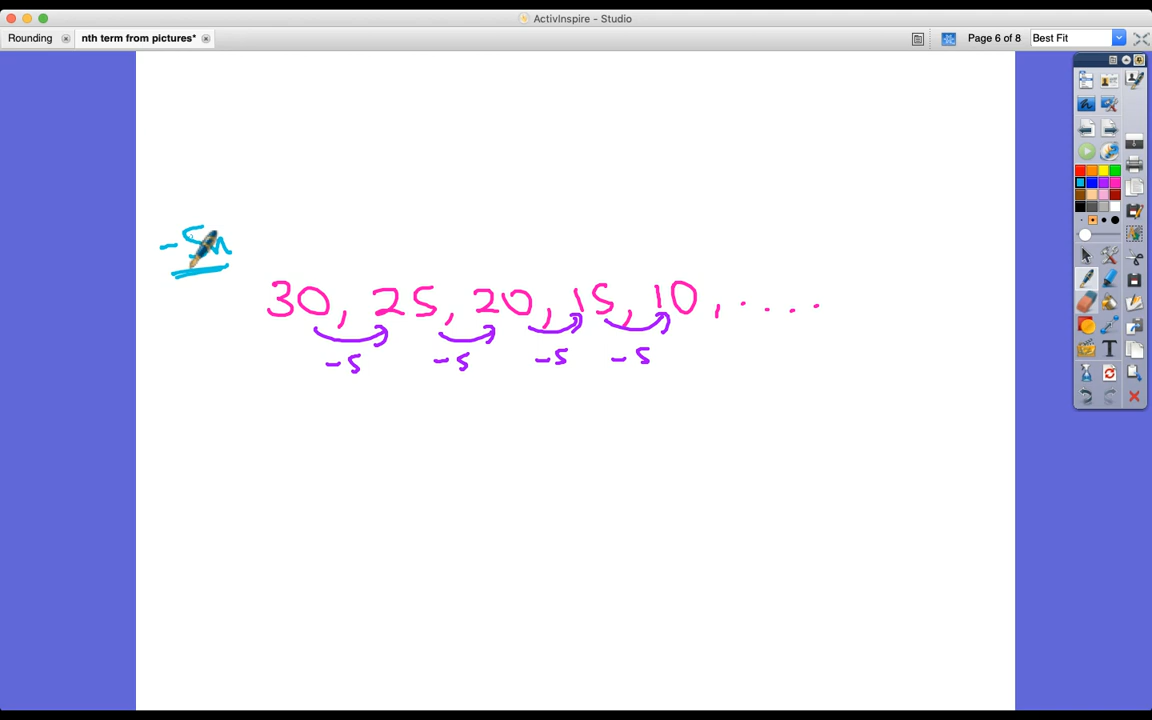 ActivInspire - Studio
Rounding nth term from pictures* Page 6 of 8 Best Fit
-5n
30, 25, 20, 15, 10, ....
-5 -5 -5 -5